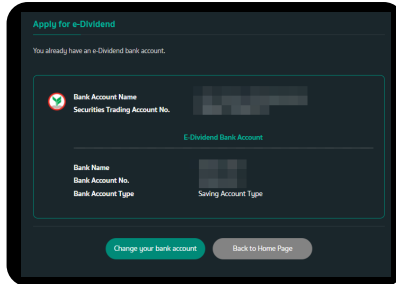 Apply for e-Dividend
You already have an e-Dividend bank account.
Bank Account Name
Securities Trading Account No.
E-Dividend Bank Account
Bank Name
Bank Account No.
Bank Account Type Saving Account Type
Change your bank account Back to Home Page